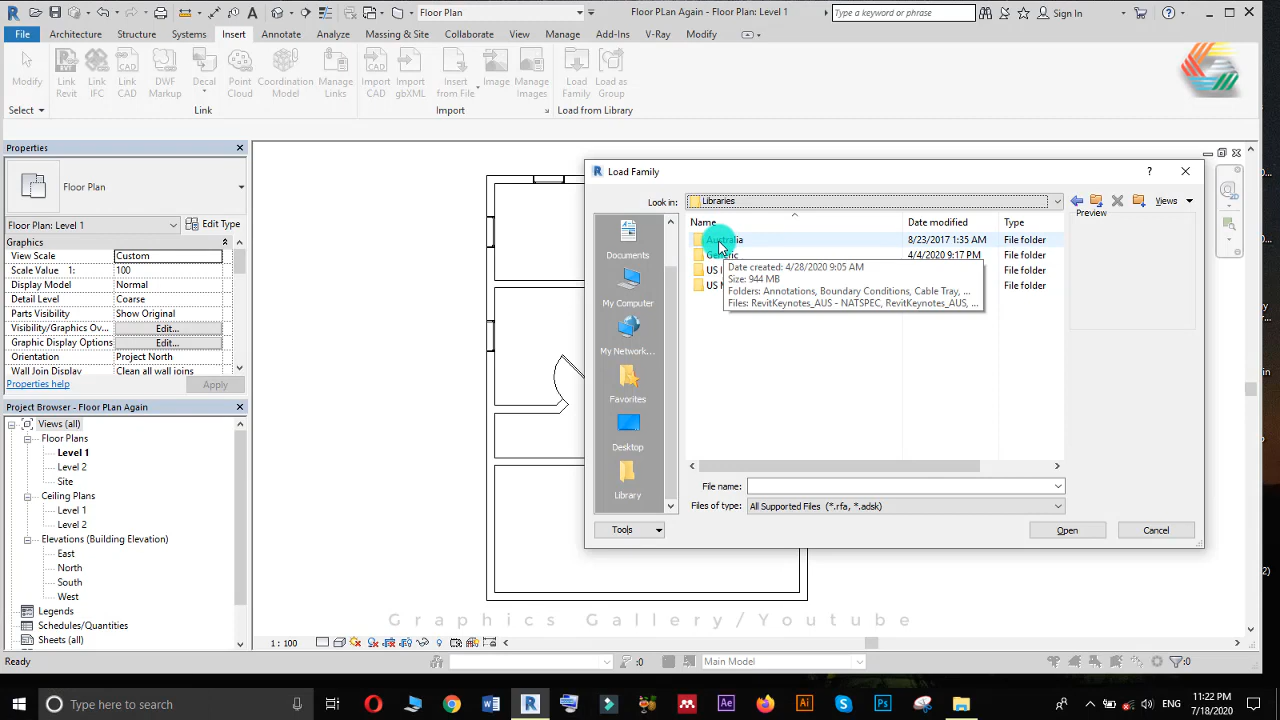 Floor Plan
Floor PLan Again - Floor Plan: Level 1
Type a keyword or phrase
Sign In
File
Architecture
Structure
Systems
Insert
Annotate
Analyze
Massing & Site
Collaborate
View
Manage
Add-Ins
V-Ray
Modify
Modify
Link
Revit
Link
IFC
Link
CAD
DWF
Markup
Decal
Point
Cloud
Coordination
Model
Manage
Links
Import
CAD
Import
gbXML
Insert
from File
Image
Manage
Images
Load
Family
Load as
Group
Select
Link
Import
Load from Library
Properties
Floor Plan
Floor Plan: Level 1
Edit Type
Graphics
View Scale Custom
Scale Value 1: 100
Display Model Normal
Detail Level Coarse
Parts Visibility Show Original
Visibility/Graphics Ov... Edit...
Graphic Display Options Edit...
Orientation Project North
Wall Join Display Clean all wall joins
Properties help
Apply
Project Browser - Floor PLan Again
Views (all)
Floor Plans
Level 1
Level 2
Site
Ceiling Plans
Level 1
Level 2
Elevations (Building Elevation)
East
North
South
West
Legends
Schedules/Quantities
Sheets (all)
Load Family
Look in:
Libraries
Views
Name Date modified Type
Preview
Australia 8/23/2017 1:35 AM File folder
Generic 4/4/2020 9:17 PM File folder
US File folder
US File folder
Date created: 4/28/2020 9:05 AM
Size: 944 MB
Folders: Annotations, Boundary Conditions, Cable Tray, ...
Files: RevitKeynotes_AUS - NATSPEC, RevitKeynotes_AUS, ...
Documents
My Computer
My Network...
Favorites
Desktop
Library
File name:
Files of type: All Supported Files (*.rfa, *.adsk)
Tools
Open
Cancel
Graphics Gallery/Youtube
1 : 100
Ready
:0
Main Model
:0
Type here to search
ENG
11:22 PM
7/18/2020